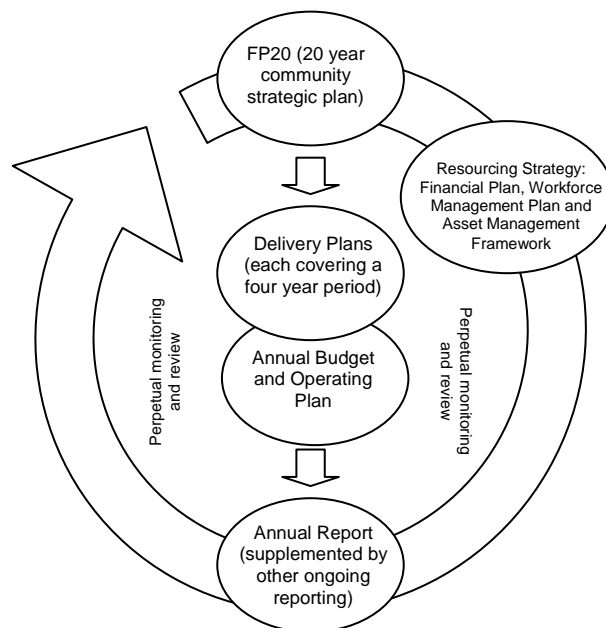 FP20 (20 year
community
strategic plan)
Resourcing Strategy:
Financial Plan, Workforce
Management Plan and
Asset Management
Framework
Delivery Plans
(each covering a
four year period)
Perpetual monitoring
and review
Perpetual monitoring
and review
Annual Budget
and Operating
Plan
Annual Report
(supplemented by
other ongoing
reporting)